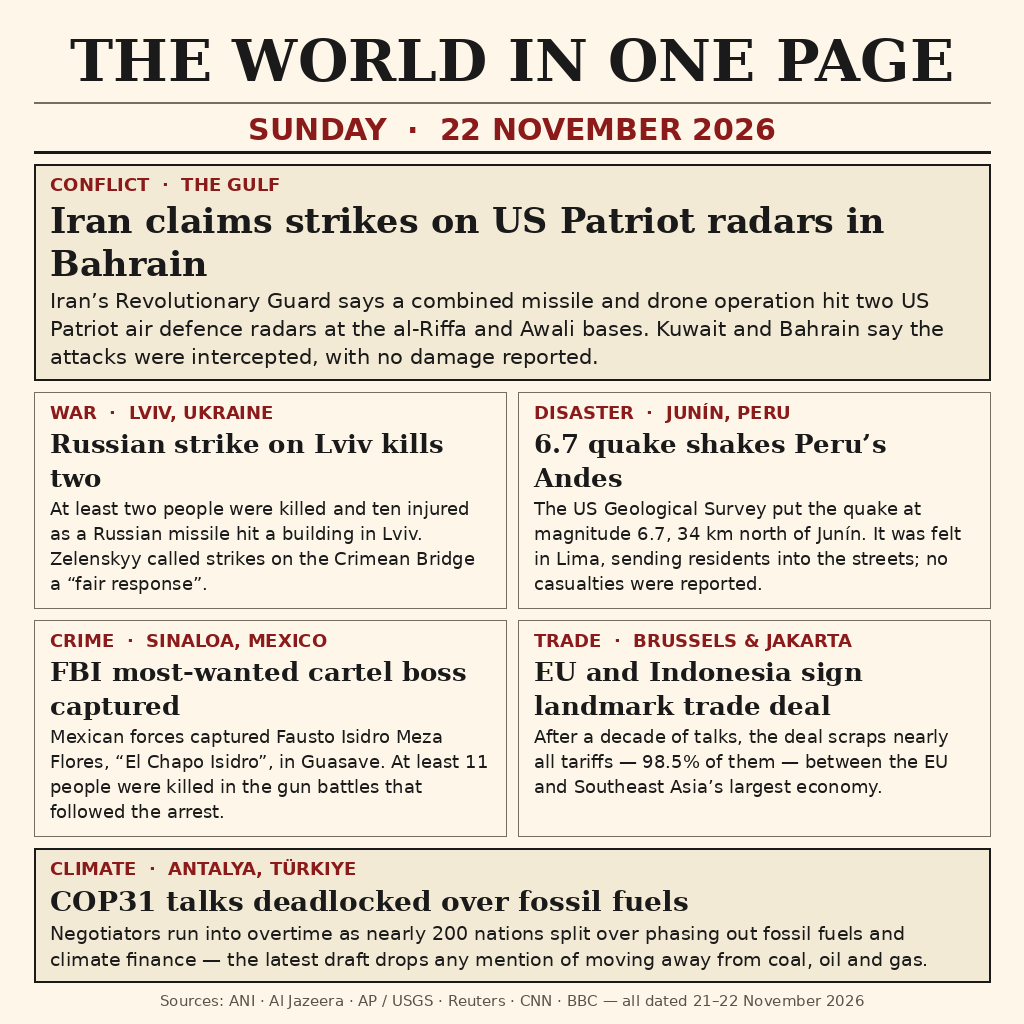 THE WORLD IN ONE PAGE
SUNDAY · 22 NOVEMBER 2026
CONFLICT · THE GULF
Iran claims strikes on US Patriot radars in
Bahrain
Iran’s Revolutionary Guard says a combined missile and drone operation hit two US
Patriot air defence radars at the al-Riffa and Awali bases. Kuwait and Bahrain say the
attacks were intercepted, with no damage reported.
WAR · LVIV, UKRAINE
Russian strike on Lviv kills
two
At least two people were killed and ten injured
as a Russian missile hit a building in Lviv.
Zelenskyy called strikes on the Crimean Bridge
a “fair response”.
DISASTER · JUNÍN, PERU
6.7 quake shakes Peru’s
Andes
The US Geological Survey put the quake at
magnitude 6.7, 34 km north of Junín. It was felt
in Lima, sending residents into the streets; no
casualties were reported.
CRIME · SINALOA, MEXICO
FBI most-wanted cartel boss
captured
Mexican forces captured Fausto Isidro Meza
Flores, “El Chapo Isidro”, in Guasave. At least 11
people were killed in the gun battles that
followed the arrest.
TRADE · BRUSSELS & JAKARTA
EU and Indonesia sign
landmark trade deal
After a decade of talks, the deal scraps nearly
all tariffs — 98.5% of them — between the EU
and Southeast Asia’s largest economy.
CLIMATE · ANTALYA, TÜRKIYE
COP31 talks deadlocked over fossil fuels
Negotiators run into overtime as nearly 200 nations split over phasing out fossil fuels and
climate finance — the latest draft drops any mention of moving away from coal, oil and gas.
Sources: ANI · Al Jazeera · AP / USGS · Reuters · CNN · BBC — all dated 21–22 November 2026